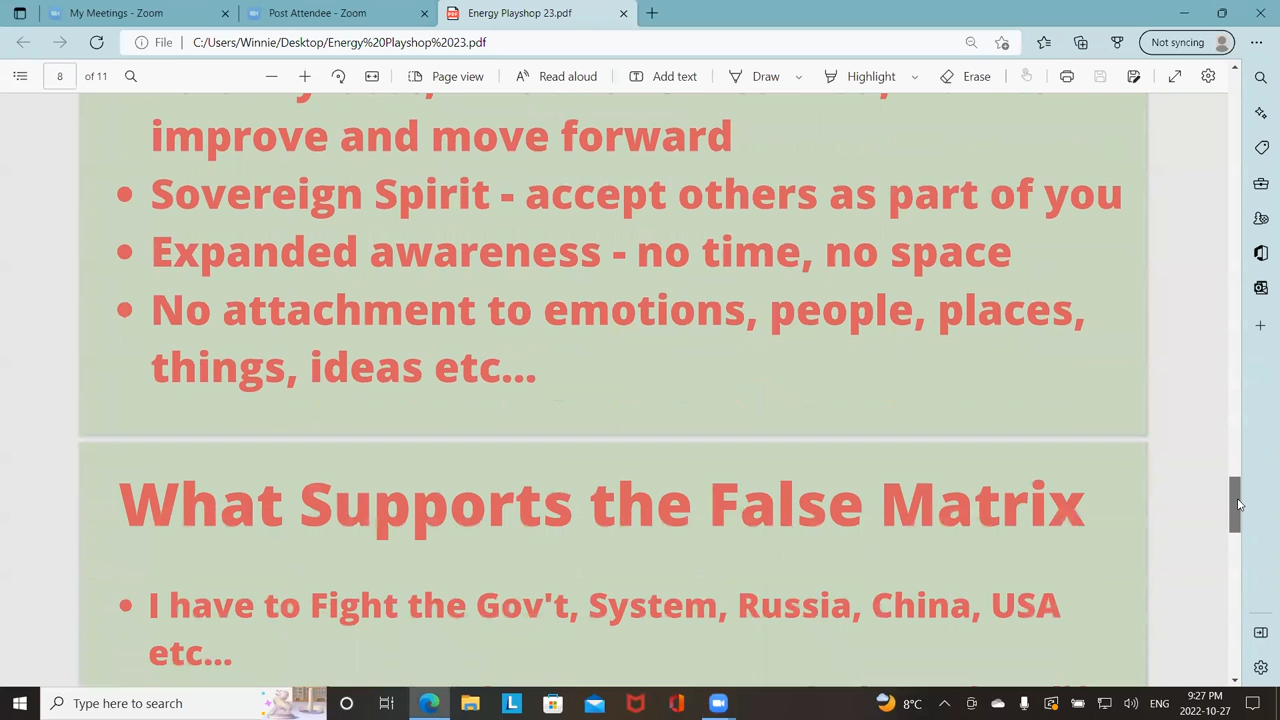 My Meetings - Zoom
Post Attendee - Zoom
Energy Playshop 23.pdf
File
C:/Users/Winnie/Desktop/Energy%20Playshop%2023.pdf
Not syncing
8 of 11
Page view
Read aloud
Add text
Draw
Highlight
Erase
improve and move forward
• Sovereign Spirit - accept others as part of you
• Expanded awareness - no time, no space
• No attachment to emotions, people, places,
things, ideas etc...
What Supports the False Matrix
• I have to Fight the Gov't, System, Russia, China, USA
etc...
Type here to search
8°C
ENG
9:27 PM
2022-10-27